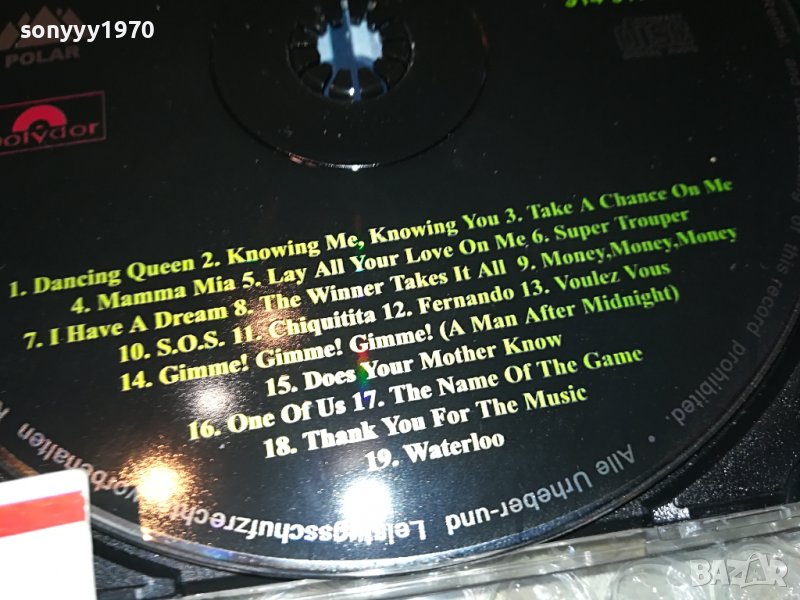 sonyyy1970
POLAR
polydor
1. Dancing Queen 2. Knowing Me, Knowing You 3. Take A Chance On Me
4. Mamma Mia 5. Lay All Your Love On Me 6. Super Trouper
7. I Have A Dream 8. The Winner Takes It All 9. Money,Money,Money
10. S.O.S. 11. Chiquitita 12. Fernando 13. Voulez Vous
14. Gimme! Gimme! Gimme! (A Man After Midnight)
15. Does Your Mother Know
16. One Of Us 17. The Name Of The Game
18. Thank You For The Music
19. Waterloo
of this record prohibited. • Alle Urheber-und Leistungsschutzrechte vorbehalten
BAZAR